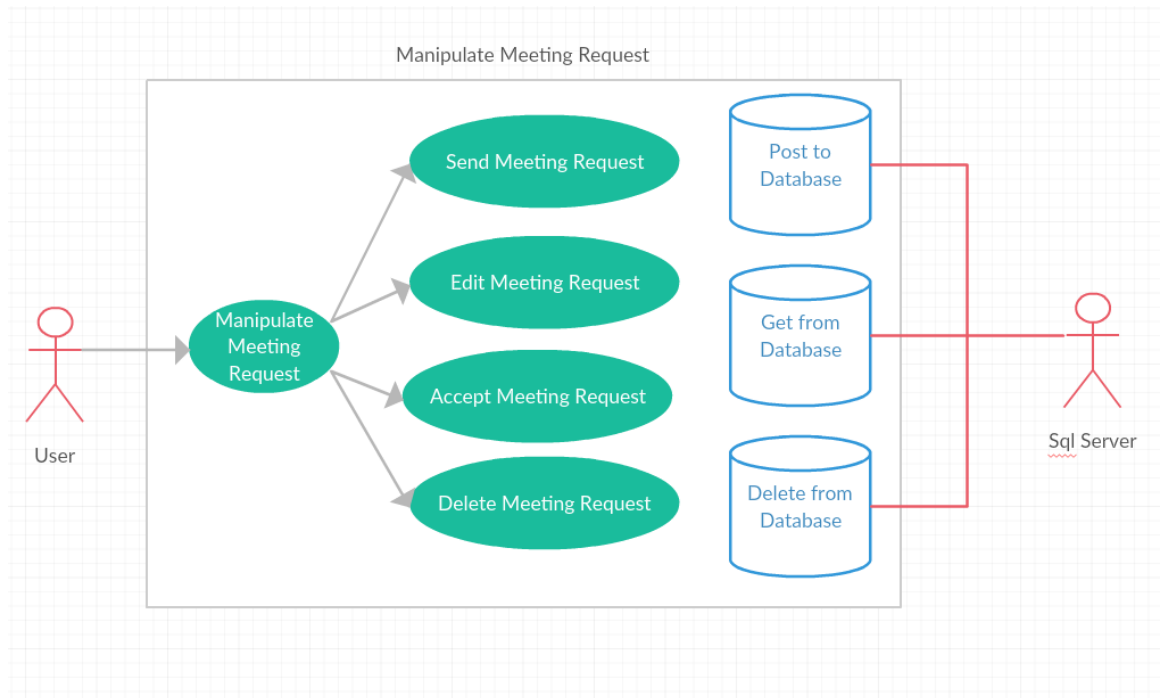 Manipulate Meeting Request
Send Meeting Request
Post to
Database
Edit Meeting Request
Manipulate
Meeting
Request
Get from
Database
Accept Meeting Request
User
Sql Server
Delete Meeting Request
Delete from
Database